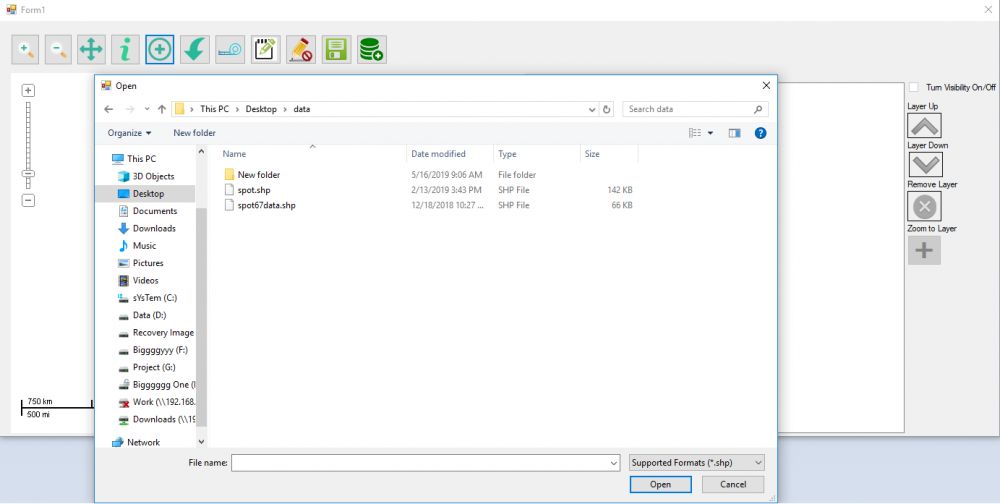 Form1
Open
This PC > Desktop > data
Search data
Organize
New folder
This PC
3D Objects
Desktop
Documents
Downloads
Music
Pictures
Videos
sYsTem (C:)
Data (D:)
Recovery Image
Biggggyyy (F:)
Project (G:)
Bigggggg One (
Work (\\192.168.
Downloads (\\19
Network
Name Date modified Type Size
New folder 5/16/2019 9:06 AM File folder
spot.shp 2/13/2019 3:43 PM SHP File 142 KB
spot67data.shp 12/18/2018 10:27 ... SHP File 66 KB
File name:
Supported Formats (*.shp)
Open Cancel
750 km
500 mi
Turn Visibility On/Off
Layer Up
Layer Down
Remove Layer
Zoom to Layer